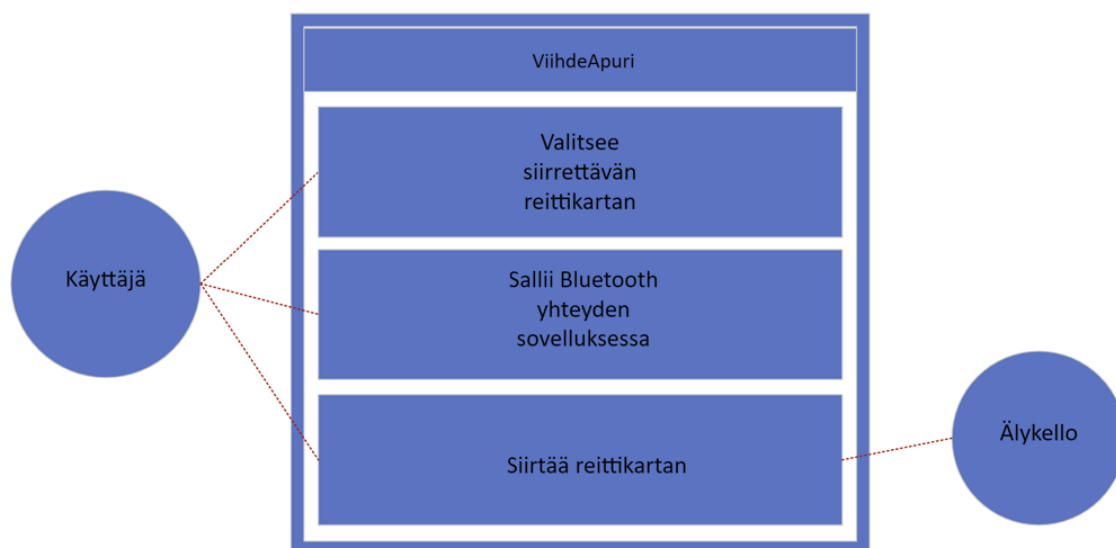 ViihdeApuri
Valitsee
siirrettävän
reittikartan
Käyttäjä
Sallii Bluetooth
yhteyden
sovelluksessa
Siirtää reittikartan
Älykello